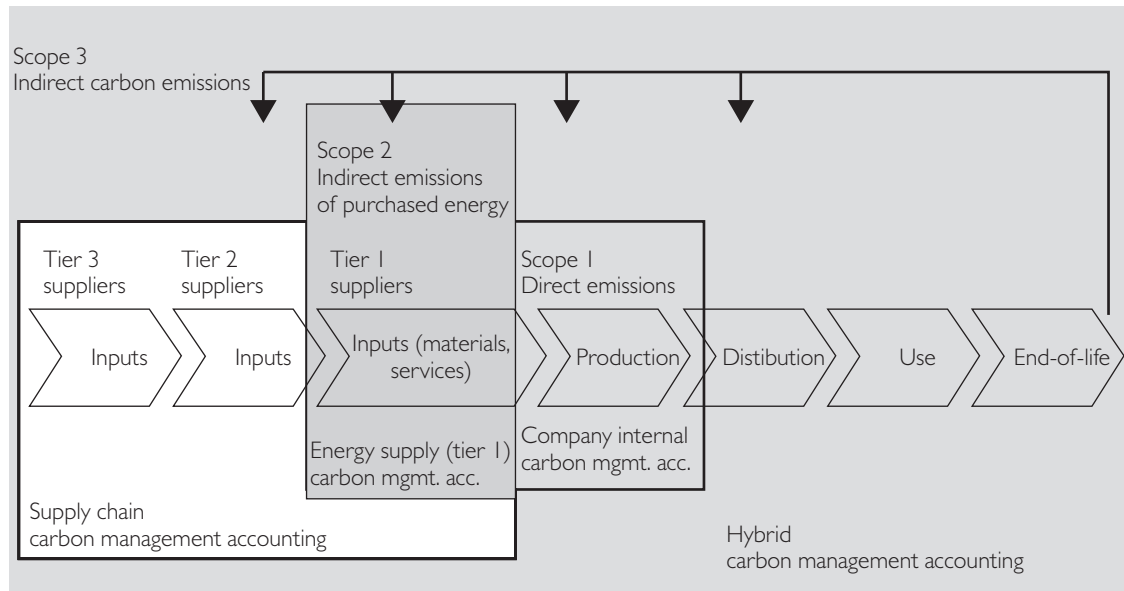 Scope 3
Indirect carbon emissions
Scope 2
Indirect emissions
of purchased energy
Tier 3
suppliers
Tier 2
suppliers
Tier 1
suppliers
Scope 1
Direct emissions
Inputs
Inputs
Inputs (materials,
services)
Production
Distibution
Use
End-of-life
Energy supply (tier 1)
carbon mgmt. acc.
Company internal
carbon mgmt. acc.
Supply chain
carbon management accounting
Hybrid
carbon management accounting